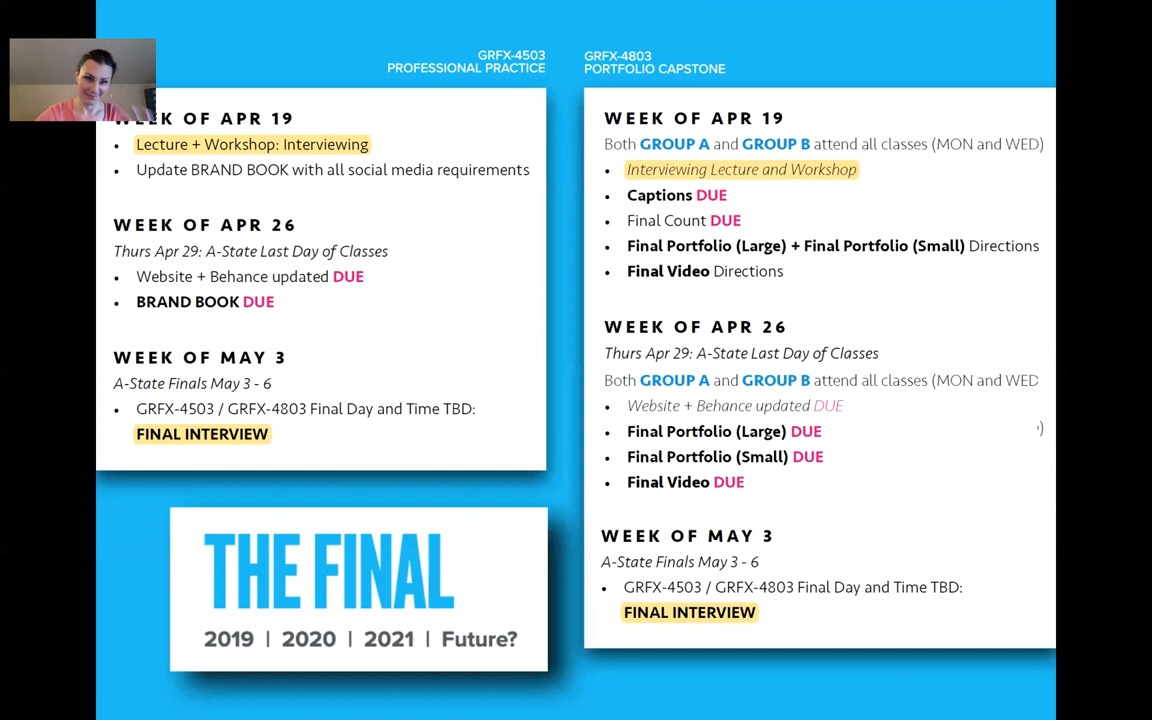 GRFX-4503
PROFESSIONAL PRACTICE
WEEK OF APR 19
• Lecture + Workshop: Interviewing
• Update BRAND BOOK with all social media requirements
WEEK OF APR 26
Thurs Apr 29: A-State Last Day of Classes
• Website + Behance updated DUE
• BRAND BOOK DUE
WEEK OF MAY 3
A-State Finals May 3 - 6
• GRFX-4503 / GRFX-4803 Final Day and Time TBD:
FINAL INTERVIEW
THE FINAL
2019 | 2020 | 2021 | Future?
GRFX-4803
PORTFOLIO CAPSTONE
WEEK OF APR 19
Both GROUP A and GROUP B attend all classes (MON and WED)
• Interviewing Lecture and Workshop
• Captions DUE
• Final Count DUE
• Final Portfolio (Large) + Final Portfolio (Small) Directions
• Final Video Directions
WEEK OF APR 26
Thurs Apr 29: A-State Last Day of Classes
Both GROUP A and GROUP B attend all classes (MON and WED
• Website + Behance updated DUE
)
• Final Portfolio (Large) DUE
• Final Portfolio (Small) DUE
• Final Video DUE
WEEK OF MAY 3
A-State Finals May 3 - 6
• GRFX-4503 / GRFX-4803 Final Day and Time TBD:
FINAL INTERVIEW